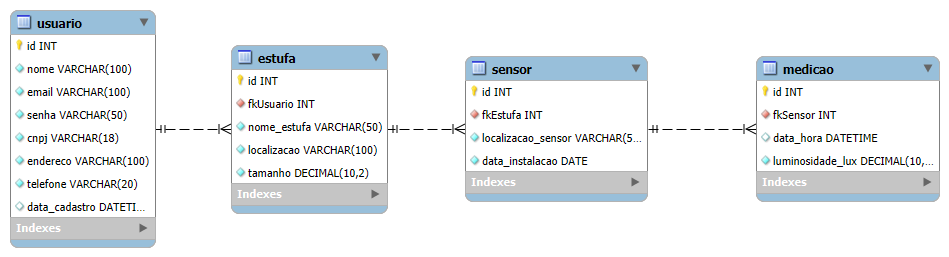 usuario
id INT
nome VARCHAR(100)
email VARCHAR(100)
senha VARCHAR(50)
cnpj VARCHAR(18)
endereco VARCHAR(100)
telefone VARCHAR(20)
data_cadastro DATETI...
Indexes
estufa
id INT
fkUsuario INT
nome_estufa VARCHAR(50)
localizacao VARCHAR(100)
tamanho DECIMAL(10,2)
Indexes
sensor
id INT
fkEstufa INT
localizacao_sensor VARCHAR(5...
data_instalacao DATE
Indexes
medicao
id INT
fkSensor INT
data_hora DATETIME
luminosidade_lux DECIMAL(10,...
Indexes